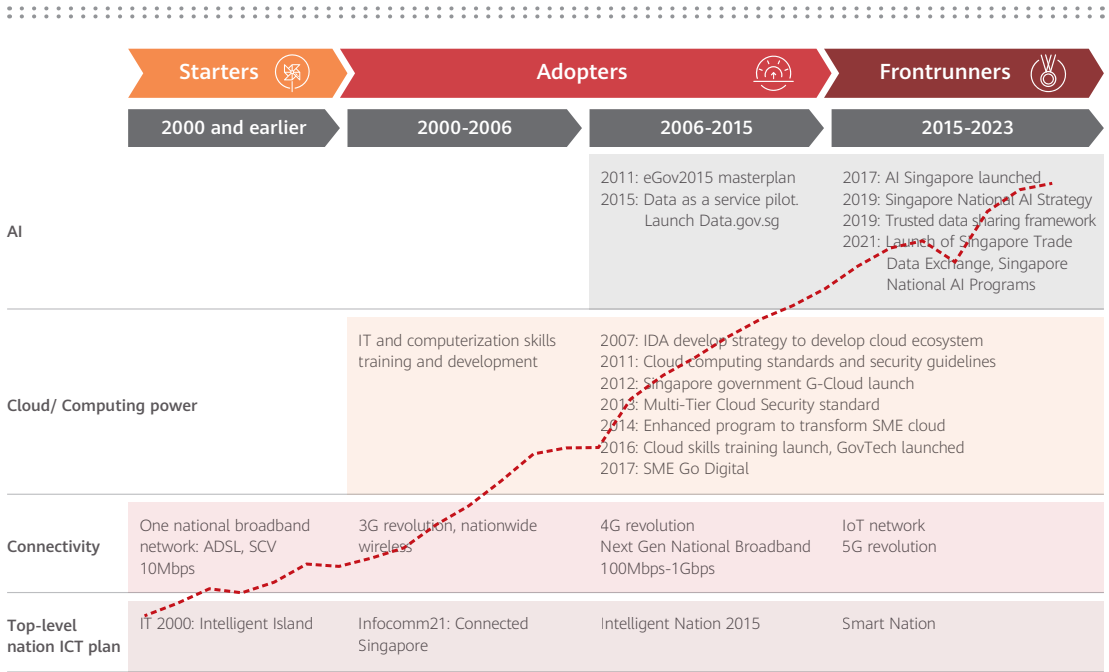 Starters
Adopters
Frontrunners
2000 and earlier
2000-2006
2006-2015
2015-2023
AI
2011: eGov2015 masterplan
2015: Data as a service pilot.
Launch Data.gov.sg
2017: AI Singapore launched
2019: Singapore National AI Strategy
2019: Trusted data sharing framework
2021: Launch of Singapore Trade
Data Exchange, Singapore
National AI Programs
Cloud/ Computing power
IT and computerization skills
training and development
2007: IDA develop strategy to develop cloud ecosystem
2011: Cloud computing standards and security guidelines
2012: Singapore government G-Cloud launch
2013: Multi-Tier Cloud Security standard
2014: Enhanced program to transform SME cloud
2016: Cloud skills training launch, GovTech launched
2017: SME Go Digital
Connectivity
One national broadband
network: ADSL, SCV
10Mbps
3G revolution, nationwide
wireless
4G revolution
Next Gen National Broadband
100Mbps-1Gbps
IoT network
5G revolution
Top-level
nation ICT plan
IT 2000: Intelligent Island
Infocomm21: Connected
Singapore
Intelligent Nation 2015
Smart Nation